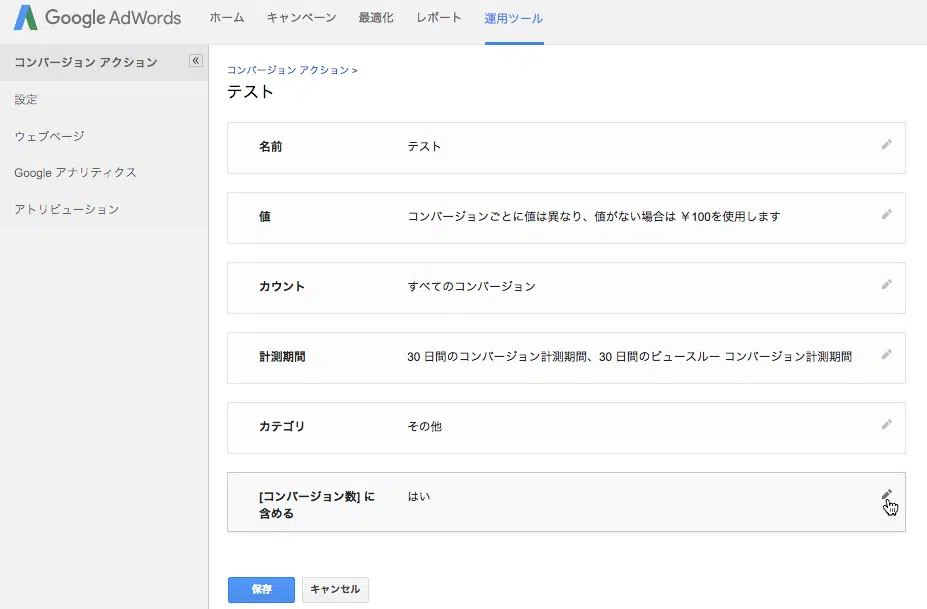 Google AdWords ホーム キャンペーン 最適化 レポート 運用ツール
コンバージョン アクション «
設定
ウェブページ
Google アナリティクス
アトリビューション
コンバージョン アクション >
テスト
名前 テスト
値 コンバージョンごとに値は異なり、値がない場合は ￥100を使用します
カウント すべてのコンバージョン
計測期間 30 日間のコンバージョン計測期間、30 日間のビュースルー コンバージョン計測期間
カテゴリ その他
[コンバージョン数] に はい
含める
保存 キャンセル